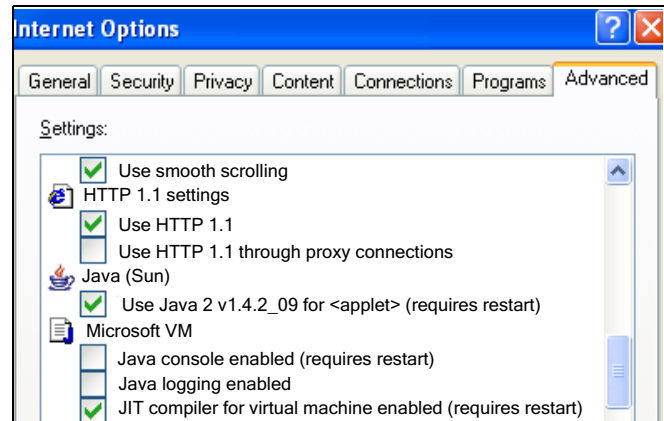 Internet Options
General Security Privacy Content Connections Programs Advanced
Settings:
Use smooth scrolling
HTTP 1.1 settings
Use HTTP 1.1
Use HTTP 1.1 through proxy connections
Java (Sun)
Use Java 2 v1.4.2_09 for <applet> (requires restart)
Microsoft VM
Java console enabled (requires restart)
Java logging enabled
JIT compiler for virtual machine enabled (requires restart)